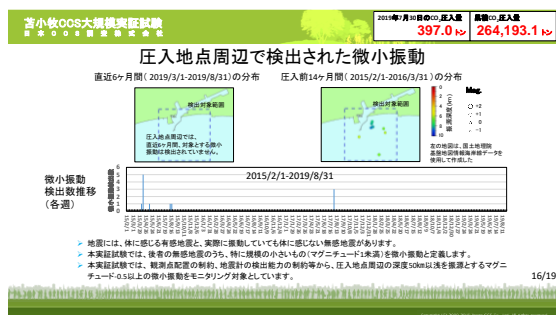 苫小牧CCS大規模実証試験
日本CCS調査株式会社
2019年7月30日のCO₂圧入量
397.0 トン
累積CO₂圧入量
264,193.1 トン
圧入地点周辺で検出された微小振動
直近6ヶ月間(2019/3/1-2019/8/31)の分布
圧入前14ヶ月間(2015/2/1-2016/3/31)の分布
検出対象範囲
圧入地点周辺では、
直近6ヶ月間、対象とする微小
振動は検出されていません。
検出対象範囲
Mag.
+2
+1
0
-1
左の地図は、国土地理院
基盤地図情報海岸線データを
使用して作成した
微小振動
検出数推移
(各週)
6
5
4
3
2
1
0
2015/2/1-2019/8/31
➢ 地震には、体に感じる有感地震と、実際に振動していても体に感じない無感地震があります。
➢ 本実証試験では、後者の無感地震のうち、特に規模の小さいもの(マグニチュード1未満)を微小振動と定義します。
➢ 本実証試験では、観測点配置の制約、地震計の検出能力の制約等から、圧入地点周辺の深度50km以浅を震源とするマグニ
チュード-0.5以上の微小振動をモニタリング対象としています。
16/19